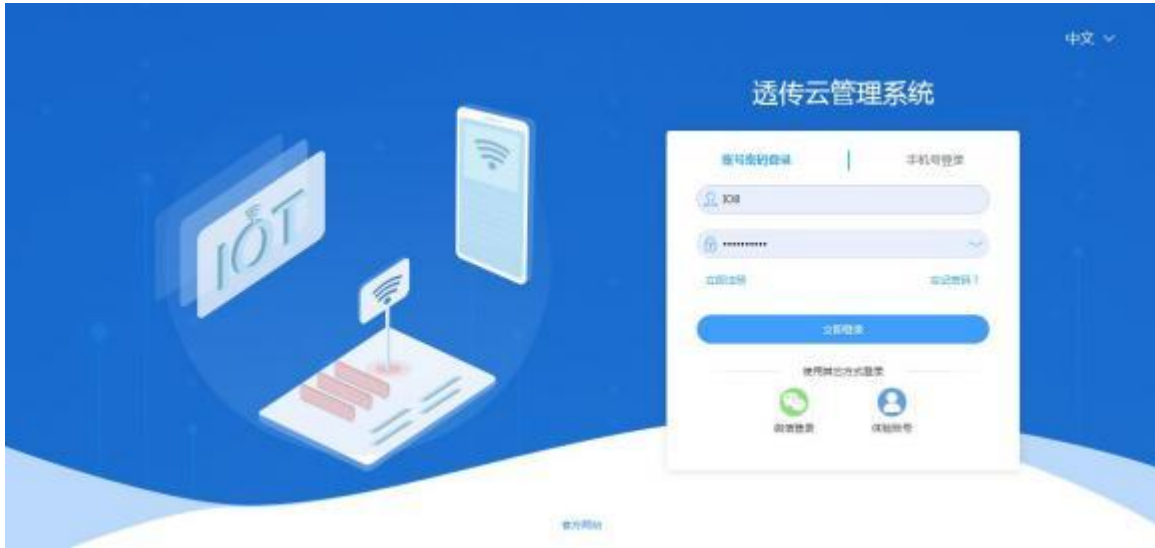 中文
透传云管理系统
账号密码登录
手机号登录
IOT
立即注册
忘记密码？
立即登录
使用其它方式登录
微信登录
体验账号
官方网站